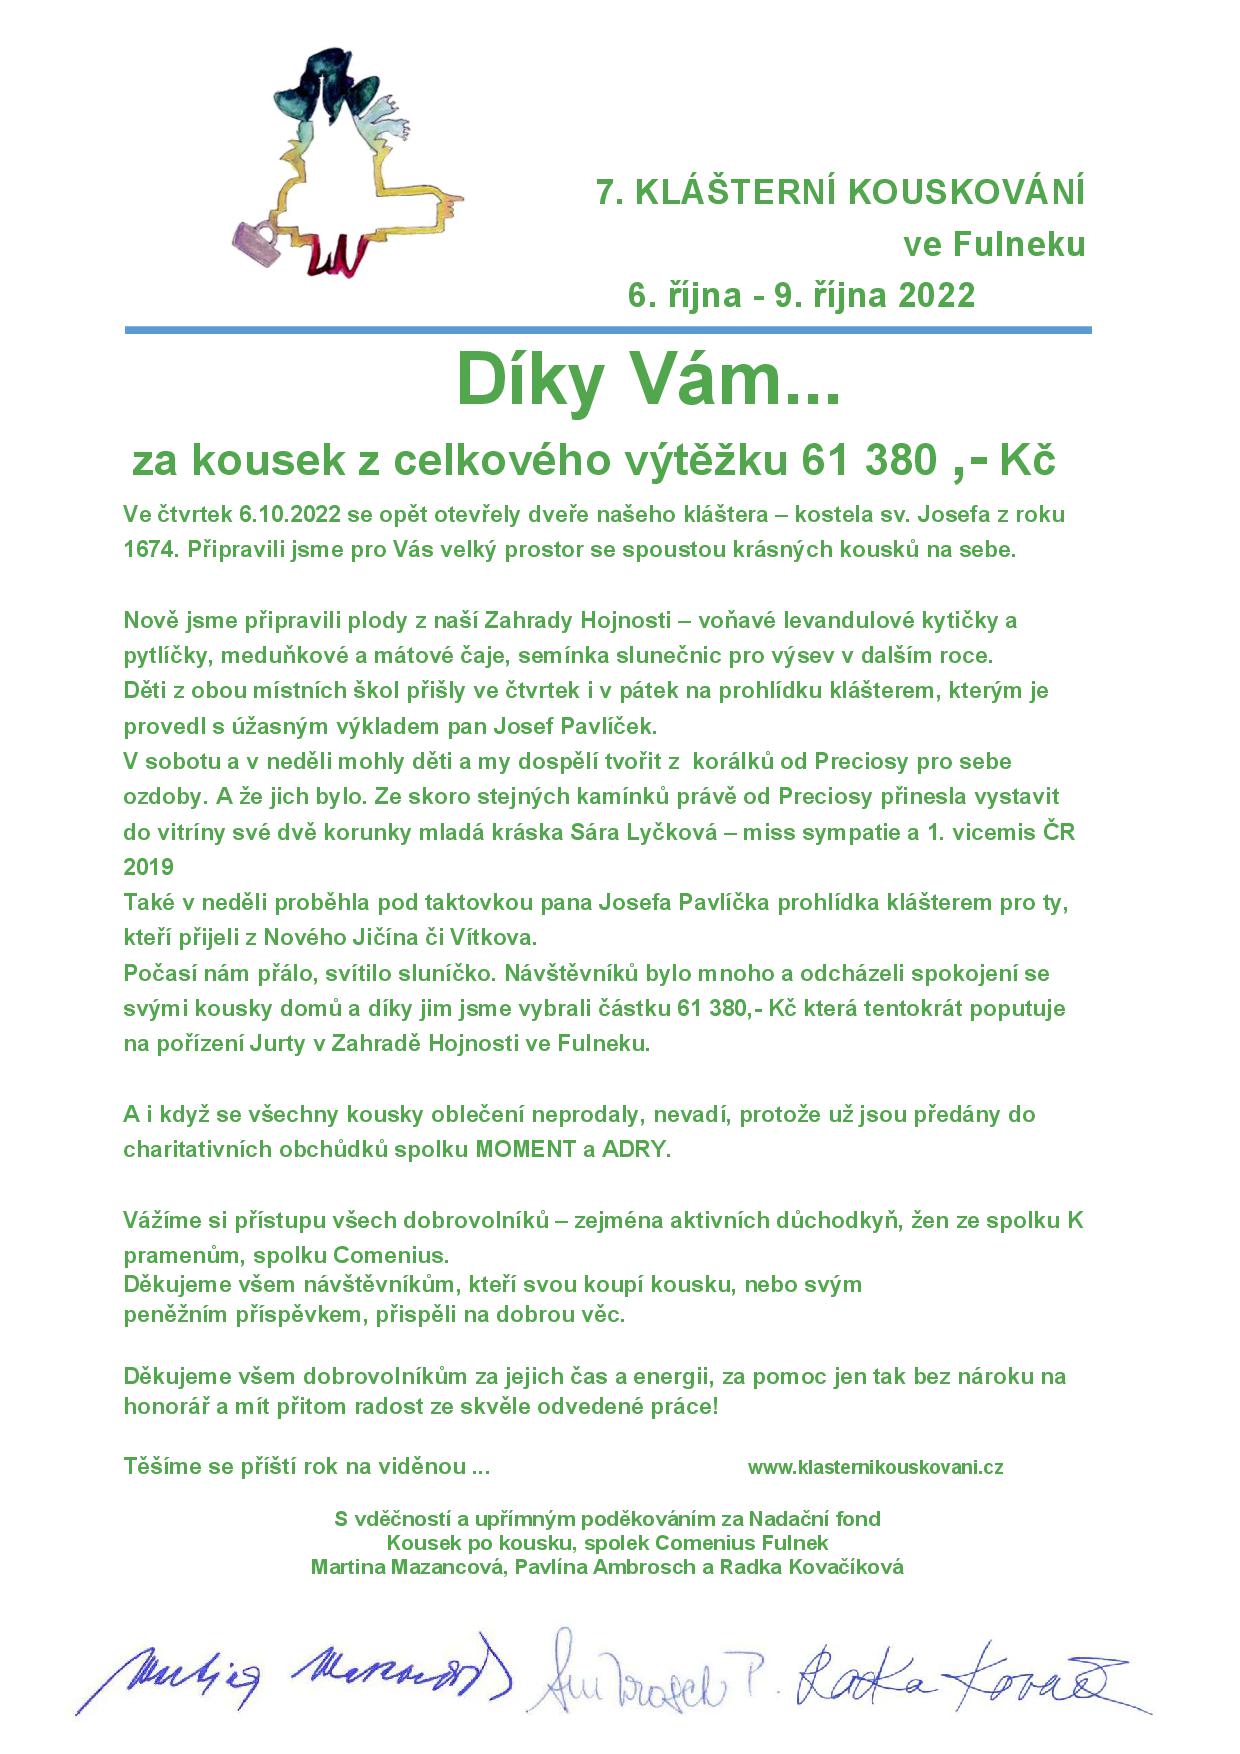 7. KLÁŠTERNÍ KOUSKOVÁNÍ
ve Fulneku
6. října - 9. října 2022
Díky Vám...
za kousek z celkového výtěžku 61 380 ,- Kč
Ve čtvrtek 6.10.2022 se opět otevřely dveře našeho kláštera – kostela sv. Josefa z roku
1674. Připravili jsme pro Vás velký prostor se spoustou krásných kousků na sebe.
Nově jsme připravili plody z naší Zahrady Hojnosti – voňavé levandulové kytičky a
pytlíčky, meduňkové a mátové čaje, semínka slunečnic pro výsev v dalším roce.
Děti z obou místních škol přišly ve čtvrtek i v pátek na prohlídku klášterem, kterým je
provedl s úžasným výkladem pan Josef Pavlíček.
V sobotu a v neděli mohly děti a my dospělí tvořit z  korálků od Preciosy pro sebe
ozdoby. A že jich bylo. Ze skoro stejných kamínků právě od Preciosy přinesla vystavit
do vitríny své dvě korunky mladá kráska Sára Lyčková – miss sympatie a 1. vicemis ČR
2019
Také v neděli proběhla pod taktovkou pana Josefa Pavlíčka prohlídka klášterem pro ty,
kteří přijeli z Nového Jičína či Vítkova.
Počasí nám přálo, svítilo sluníčko. Návštěvníků bylo mnoho a odcházeli spokojení se
svými kousky domů a díky jim jsme vybrali částku 61 380,- Kč která tentokrát poputuje
na pořízení Jurty v Zahradě Hojnosti ve Fulneku.
A i když se všechny kousky oblečení neprodaly, nevadí, protože už jsou předány do
charitativních obchůdků spolku MOMENT a ADRY.
Vážíme si přístupu všech dobrovolníků – zejména aktivních důchodkyň, žen ze spolku K
pramenům, spolku Comenius.
Děkujeme všem návštěvníkům, kteří svou koupí kousku, nebo svým
peněžním příspěvkem, přispěli na dobrou věc.
Děkujeme všem dobrovolníkům za jejich čas a energii, za pomoc jen tak bez nároku na
honorář a mít přitom radost ze skvěle odvedené práce!
Těšíme se příští rok na viděnou ... www.klasternikouskovani.cz
S vděčností a upřímným poděkováním za Nadační fond
Kousek po kousku, spolek Comenius Fulnek
Martina Mazancová, Pavlína Ambrosch a Radka Kovačíková
Ambrosch P. Radka